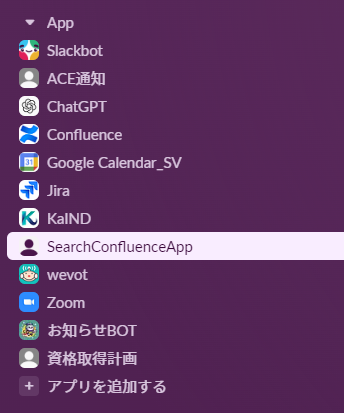 App
Slackbot
ACE通知
ChatGPT
Confluence
Google Calendar_SV
Jira
KaIND
SearchConfluenceApp
wevot
Zoom
お知らせBOT
資格取得計画
アプリを追加する